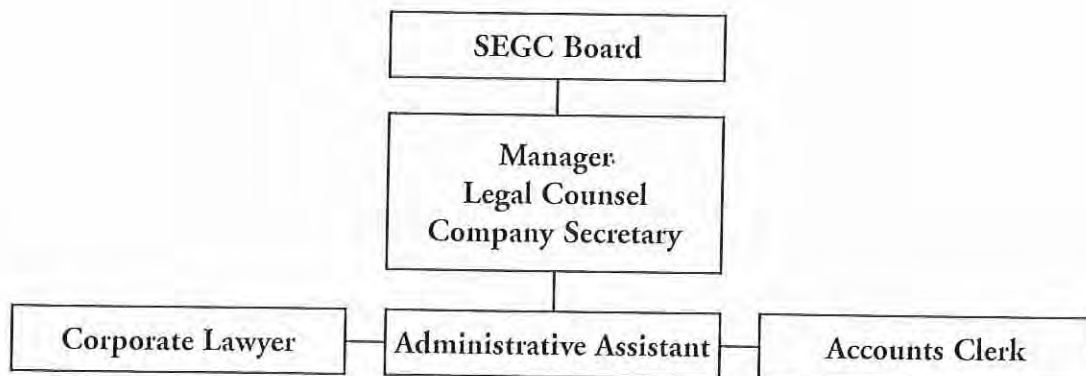 SEGC Board
Manager
Legal Counsel
Company Secretary
Corporate Lawyer
Administrative Assistant
Accounts Clerk